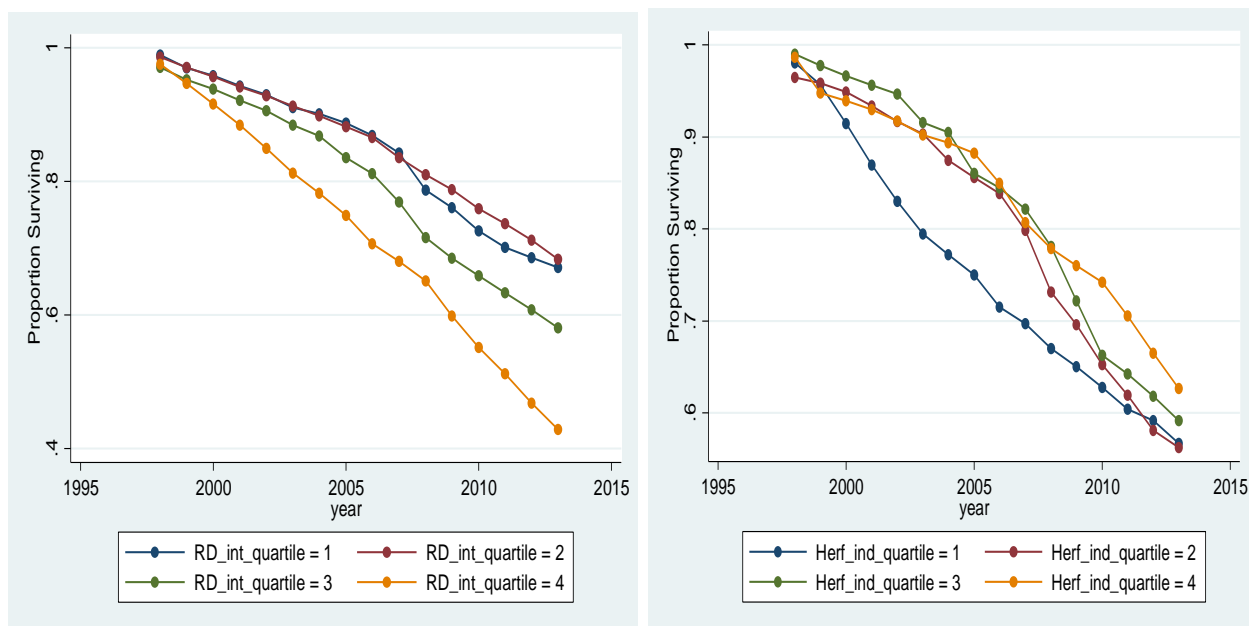 Proportion Surviving
1
.8
.6
.4
1995 2000 2005 2010 2015
year
RD_int_quartile = 1 RD_int_quartile = 2
RD_int_quartile = 3 RD_int_quartile = 4
Proportion Surviving
1
.9
.8
.7
.6
1995 2000 2005 2010 2015
year
Herf_ind_quartile = 1 Herf_ind_quartile = 2
Herf_ind_quartile = 3 Herf_ind_quartile = 4